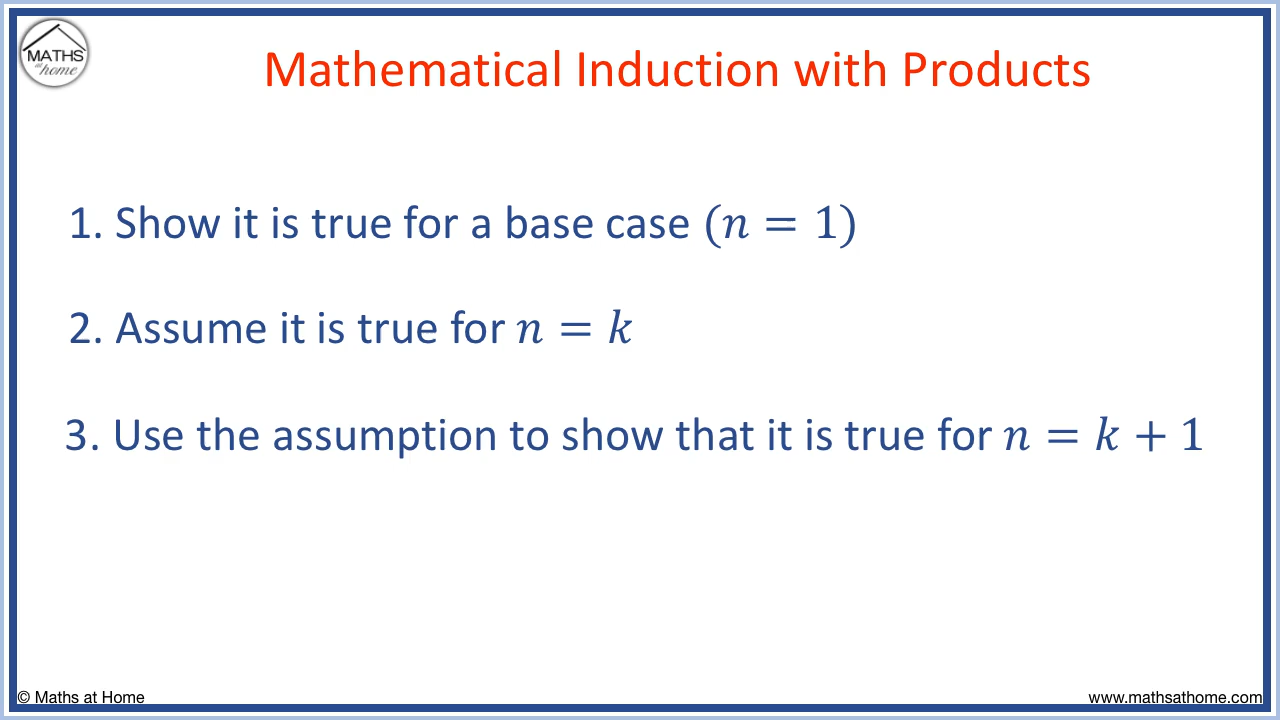 MATHS
at
home
Mathematical Induction with Products
1. Show it is true for a base case (𝑛 = 1)
2. Assume it is true for 𝑛 = 𝑘
3. Use the assumption to show that it is true for 𝑛 = 𝑘 + 1
© Maths at Home
www.mathsathome.com